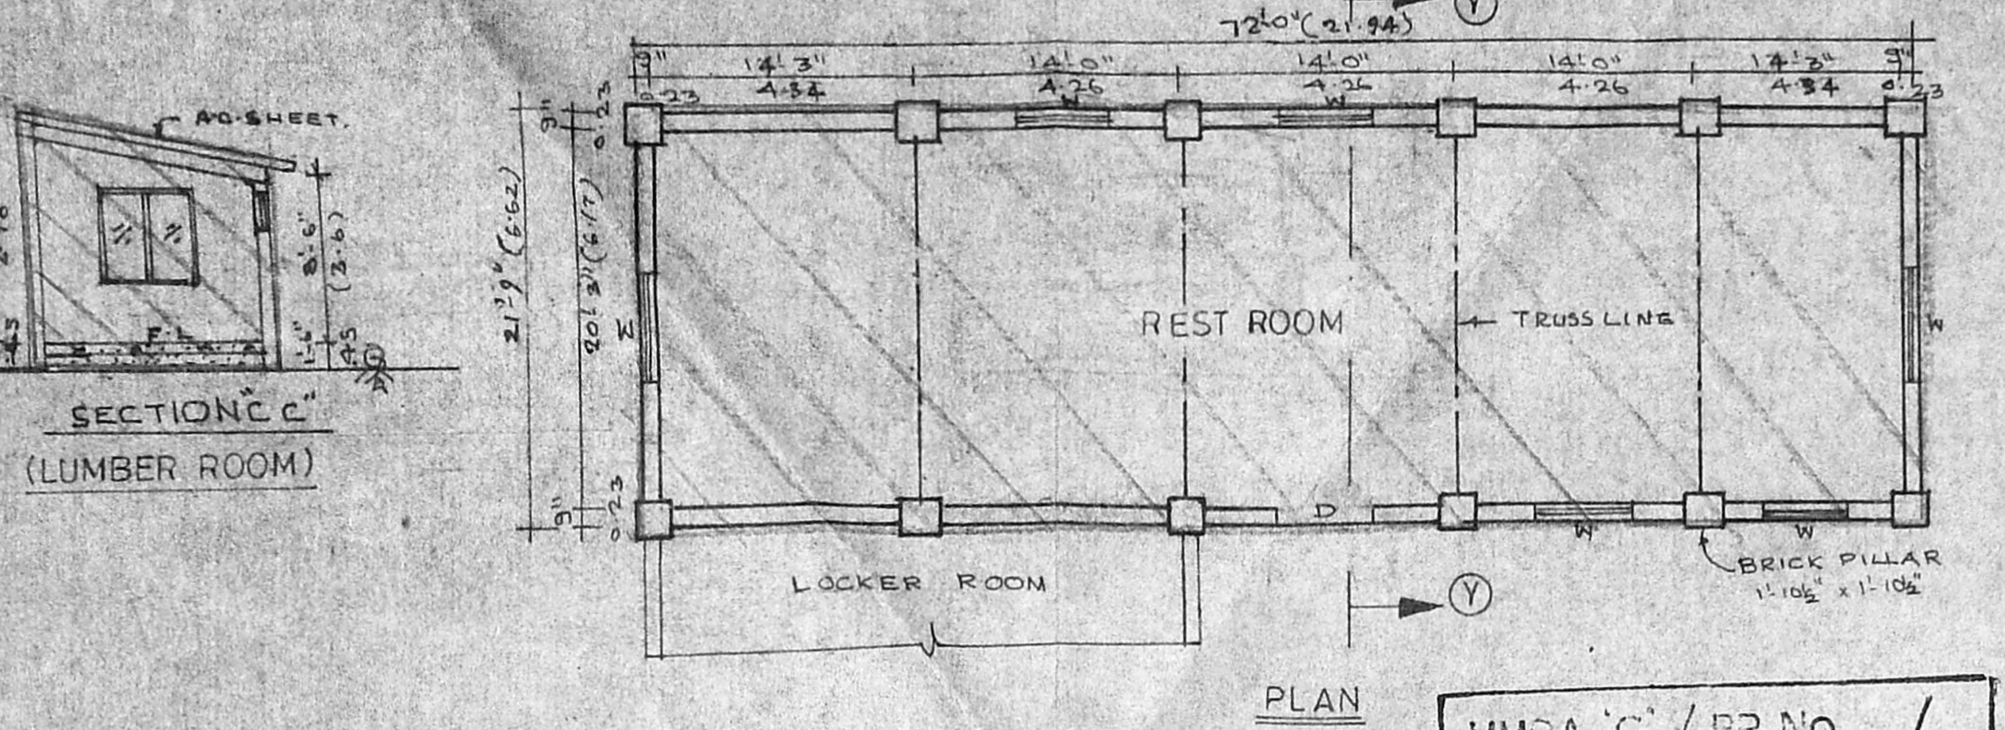 72'-0" (21.94)
Y
9" 14'-3" 14'-0" 14'-0" 14'-0" 14'-3" 9"
0.23 4.34 4.26 4.26 4.26 4.34 0.23
W W
A.C. SHEET.
9"
0.23
21'-9" (6.62)
20'-3" (6.17)
8'-6"
W
REST ROOM
TRUSS LINE
W
F.L.
1'-6"
.45
.45
SECTION "C C"
(LUMBER ROOM)
9"
0.23
D
W W
BRICK PILLAR
1'-10½" x 1'-10½"
LOCKER ROOM
Y
PLAN